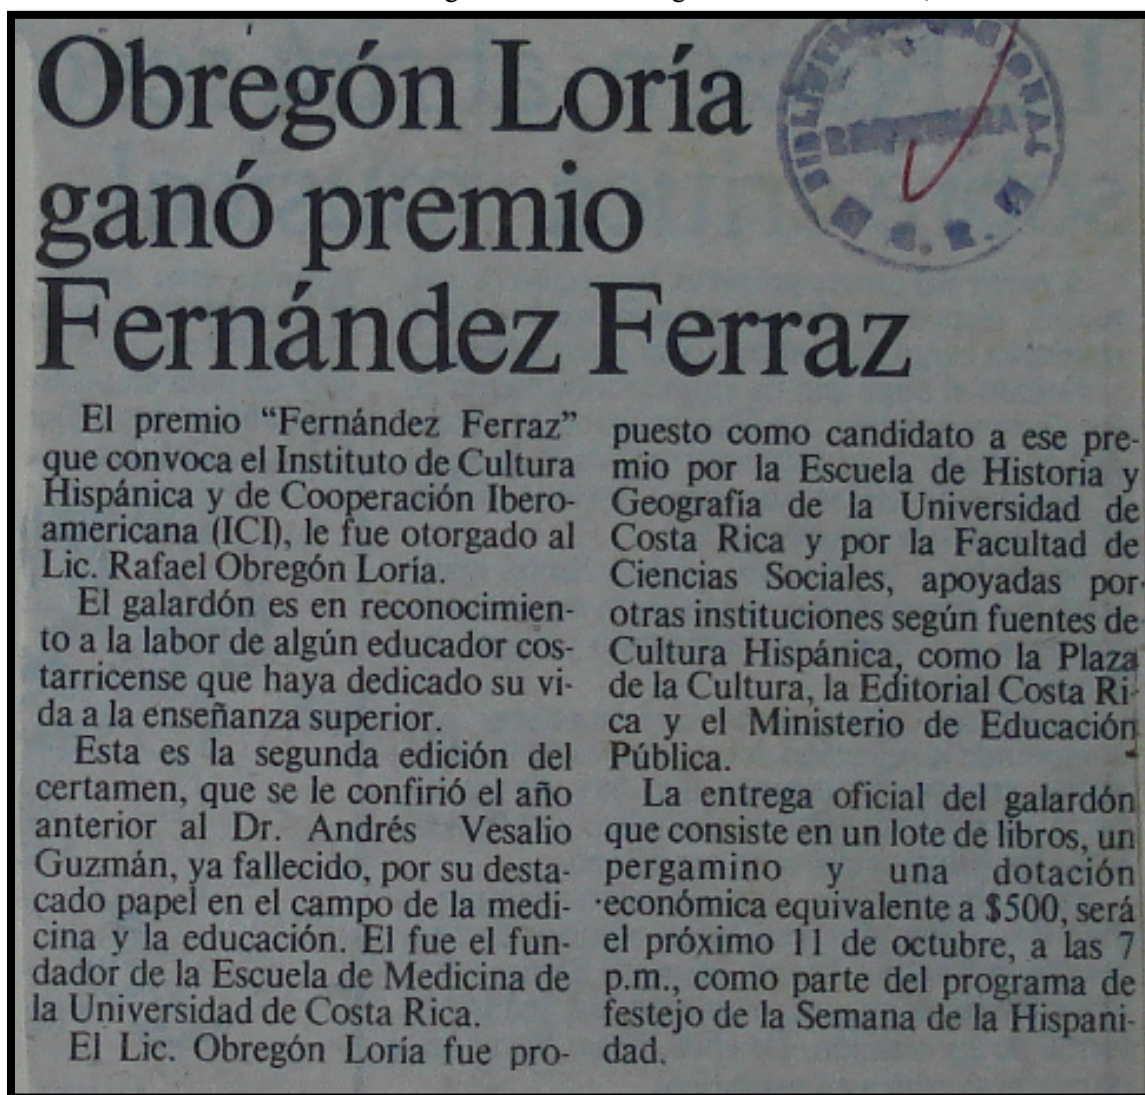 Obregón Loría
ganó premio
Fernández Ferraz
El premio “Fernández Ferraz”
que convoca el Instituto de Cultura
Hispánica y de Cooperación Ibero-
americana (ICI), le fue otorgado al
Lic. Rafael Obregón Loría.
El galardón es en reconocimien-
to a la labor de algún educador cos-
tarricense que haya dedicado su vi-
da a la enseñanza superior.
Esta es la segunda edición del
certamen, que se le confirió el año
anterior al Dr. Andrés Vesalio
Guzmán, ya fallecido, por su desta-
cado papel en el campo de la medi-
cina y la educación. El fue el fun-
dador de la Escuela de Medicina de
la Universidad de Costa Rica.
El Lic. Obregón Loría fue pro-
puesto como candidato a ese pre-
mio por la Escuela de Historia y
Geografía de la Universidad de
Costa Rica y por la Facultad de
Ciencias Sociales, apoyadas por
otras instituciones según fuentes de
Cultura Hispánica, como la Plaza
de la Cultura, la Editorial Costa Ri-
ca y el Ministerio de Educación
Pública.
La entrega oficial del galardón
que consiste en un lote de libros, un
pergamino y una dotación
económica equivalente a $500, será
el próximo 11 de octubre, a las 7
p.m., como parte del programa de
festejo de la Semana de la Hispani-
dad.